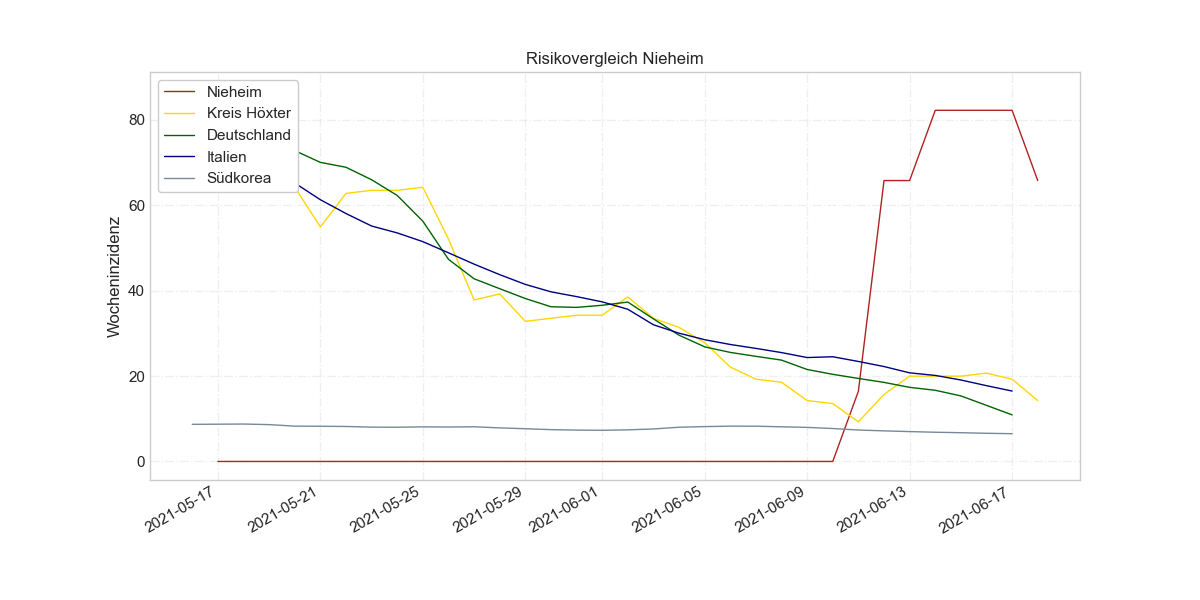 Risikovergleich Nieheim
Nieheim
Kreis Höxter
Deutschland
Italien
Südkorea
Wocheninzidenz
80
60
40
20
0
2021-05-17
2021-05-21
2021-05-25
2021-05-29
2021-06-01
2021-06-05
2021-06-09
2021-06-13
2021-06-17